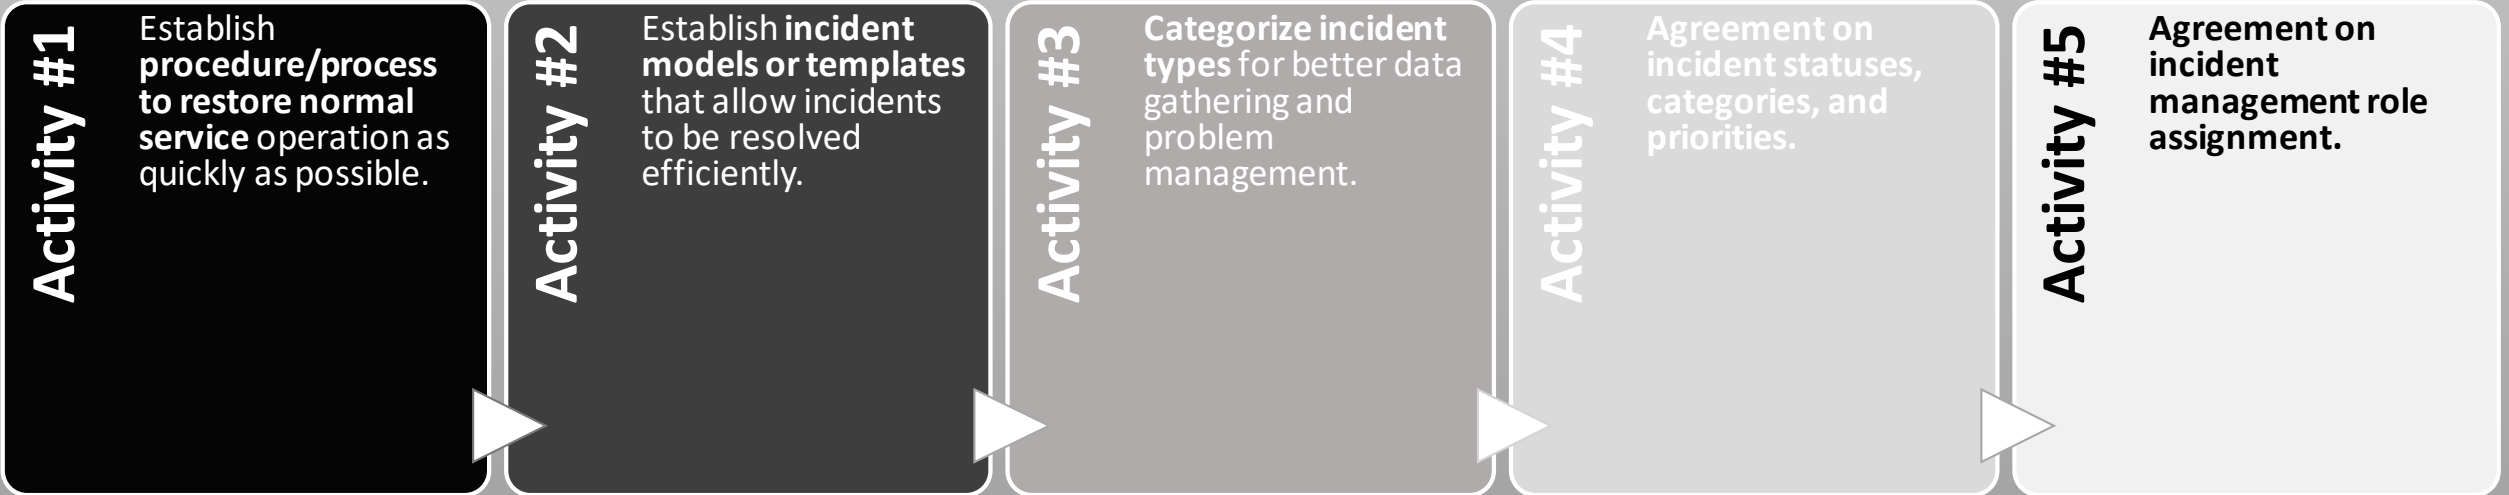 Activity #1
Establish
procedure/process
to restore normal
service operation as
quickly as possible.
Activity #2
Establish incident
models or templates
that allow incidents
to be resolved
efficiently.
Activity #3
Categorize incident
types for better data
gathering and
problem
management.
Activity #4
Agreement on
incident statuses,
categories, and
priorities.
Activity #5
Agreement on
incident
management role
assignment.